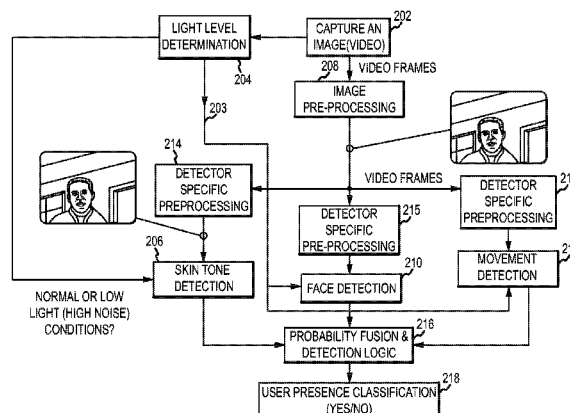 LIGHT LEVEL
DETERMINATION
204
CAPTURE AN
IMAGE(VIDEO)
202
VIDEO FRAMES
208
IMAGE
PRE-PROCESSING
203
214
DETECTOR
SPECIFIC
PREPROCESSING
VIDEO FRAMES
DETECTOR
SPECIFIC
PREPROCESSING
215
DETECTOR
SPECIFIC
PRE-PROCESSING
206
SKIN TONE
DETECTION
210
FACE DETECTION
MOVEMENT
DETECTION
NORMAL OR LOW
LIGHT (HIGH NOISE)
CONDITIONS?
216
PROBABILITY FUSION &
DETECTION LOGIC
218
USER PRESENCE CLASSIFICATION
(YES/NO)